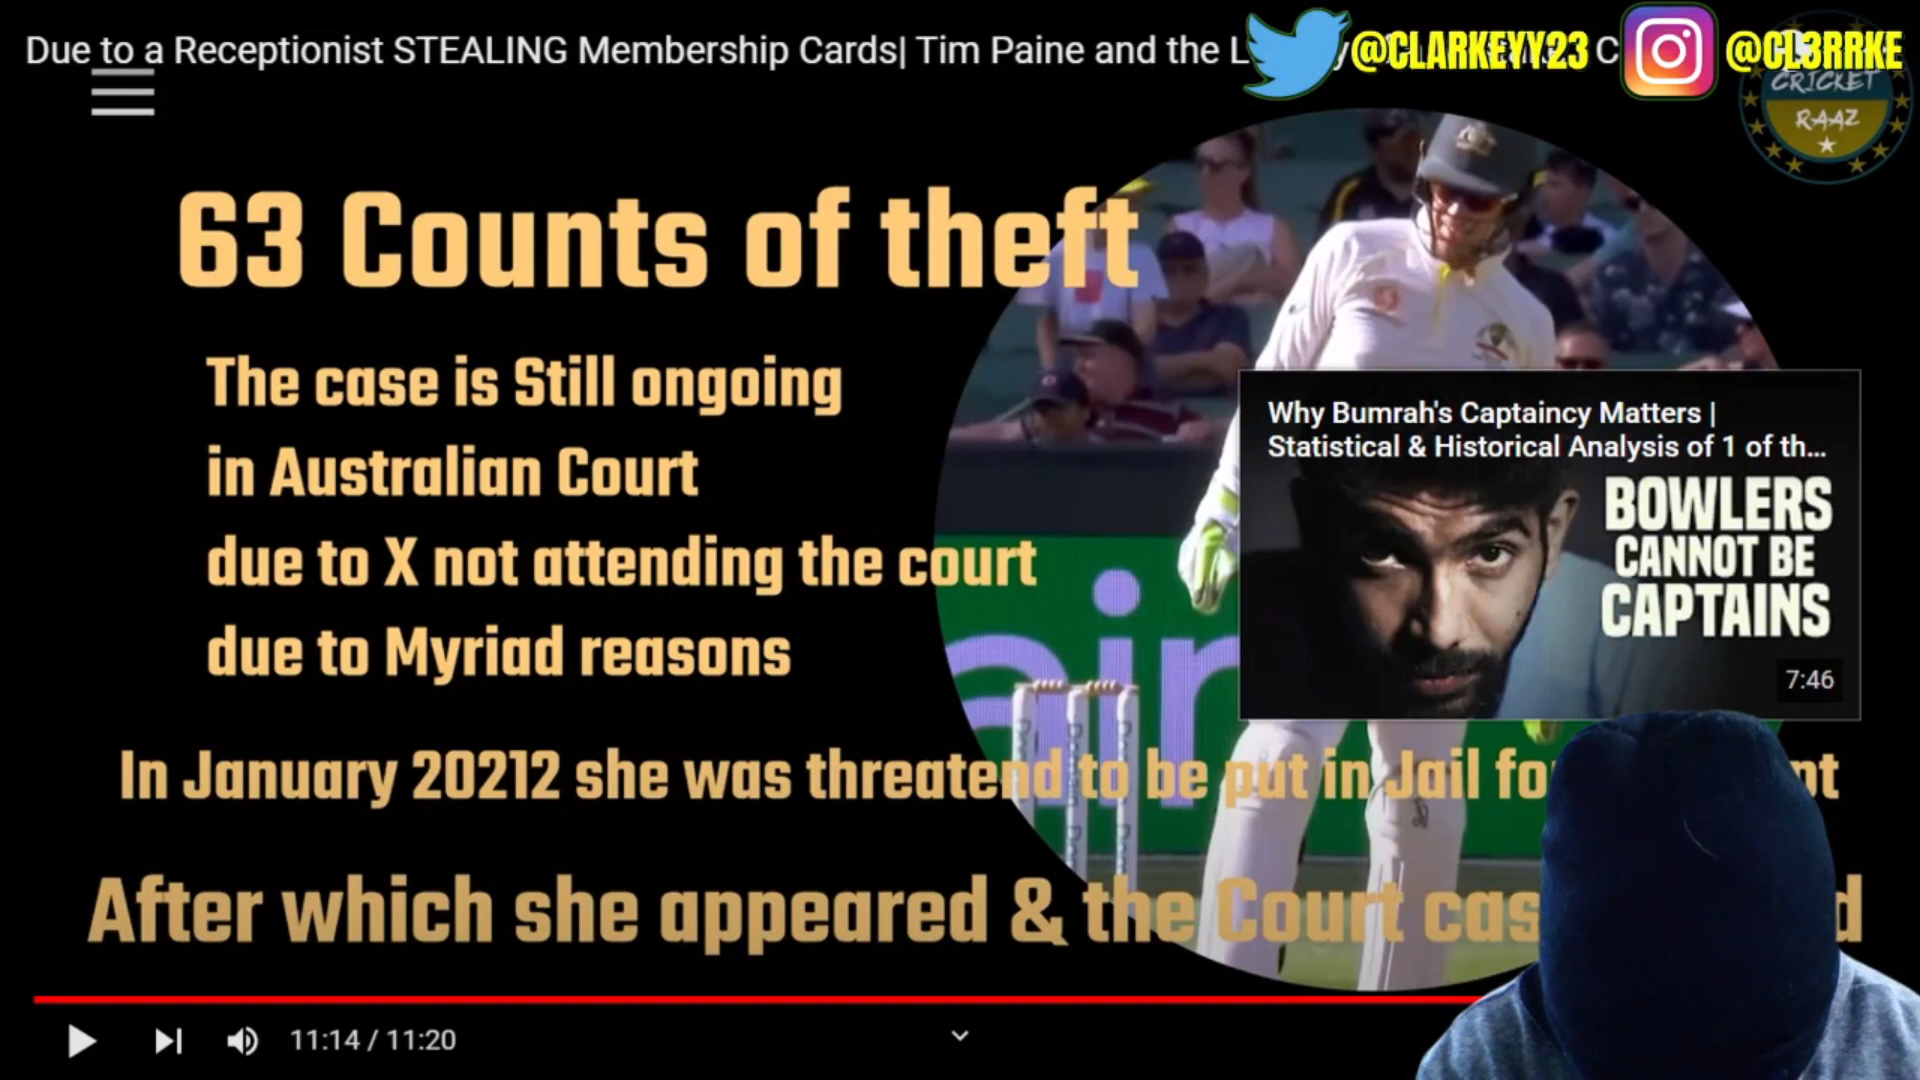 Due to a Receptionist STEALING Membership Cards| Tim Paine and the L
@CLARKEYY23
@CL3RRKE
CRICKET
RAAZ
63 Counts of theft
The case is Still ongoing
in Australian Court
due to X not attending the court
due to Myriad reasons
In January 20212 she was threatend to be put in Jail
After which she appeared & the Court
Why Bumrah's Captaincy Matters |
Statistical & Historical Analysis of 1 of th...
BOWLERS
CANNOT BE
CAPTAINS
7:46
11:14 / 11:20